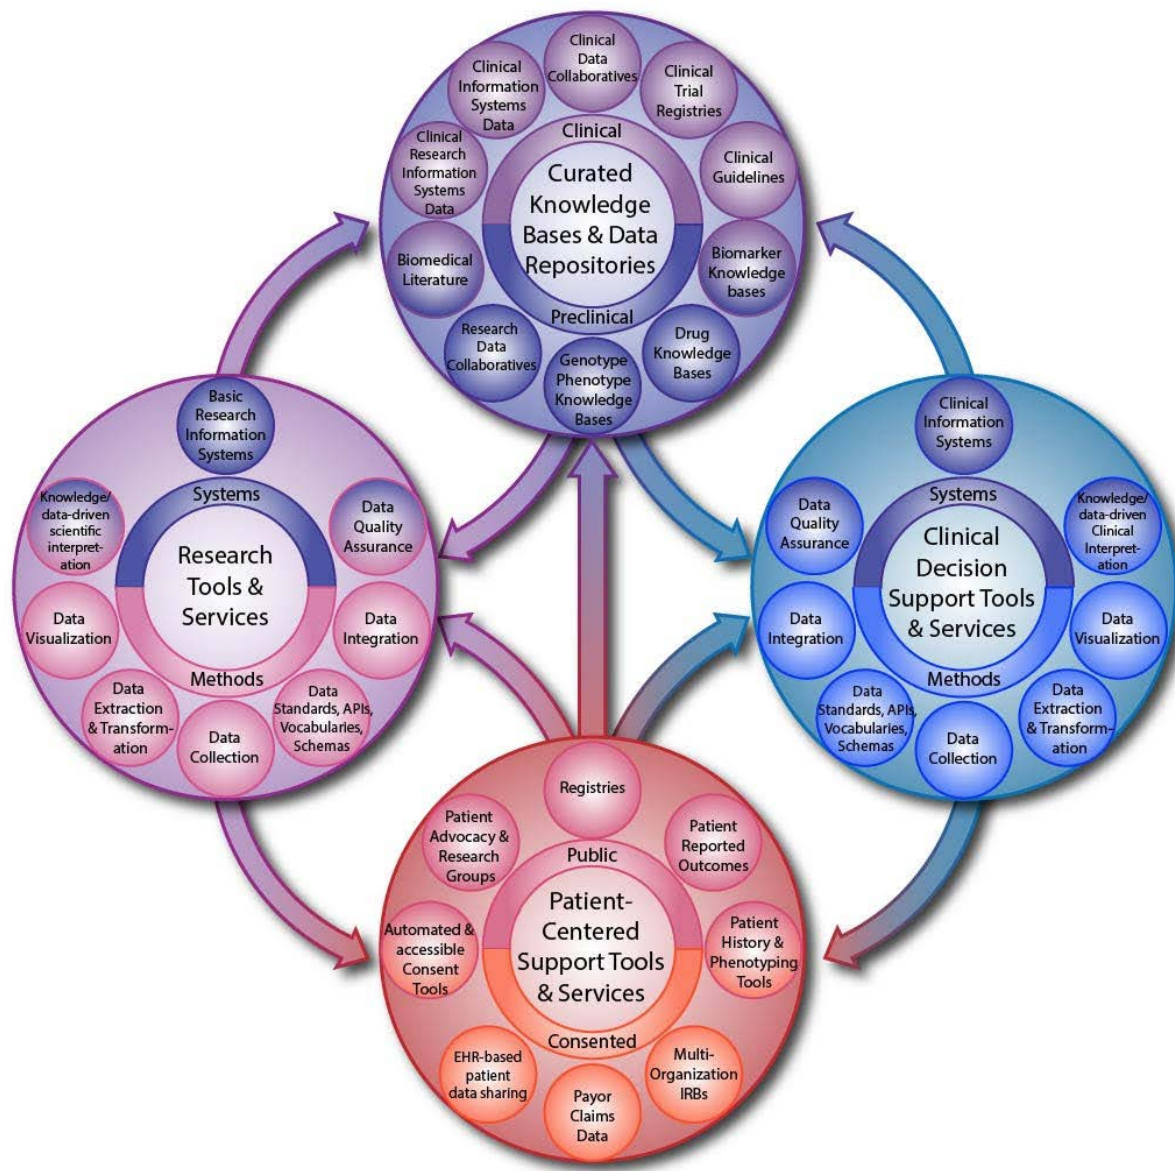 Clinical
Data
Collaboratives
Clinical
Information
Systems
Data
Clinical
Trial
Registries
Clinical
Research
Information
Systems
Data
Clinical
Clinical
Guidelines
Curated
Knowledge
Bases & Data
Repositories
Biomedical
Literature
Biomarker
Knowledge
bases
Preclinical
Research
Data
Collaboratives
Genotype
Phenotype
Knowledge
Bases
Drug
Knowledge
Bases
Basic
Research
Information
Systems
Knowledge/
data-driven
scientific
interpret-
ation
Systems
Data
Quality
Assurance
Research
Tools &
Services
Data
Visualization
Data
Integration
Methods
Data
Extraction
& Transform-
ation
Data
Collection
Data
Standards, APIs,
Vocabularies,
Schemas
Clinical
Information
Systems
Data
Quality
Assurance
Systems
Knowledge/
data-driven
Clinical
Interpret-
ation
Clinical
Decision
Support Tools
& Services
Data
Integration
Data
Visualization
Methods
Data
Standards, APIs,
Vocabularies,
Schemas
Data
Collection
Data
Extraction
& Transform-
ation
Registries
Patient
Advocacy &
Research
Groups
Public
Patient
Reported
Outcomes
Automated &
accessible
Consent
Tools
Patient-
Centered
Support Tools
& Services
Patient
History &
Phenotyping
Tools
Consented
EHR-based
patient
data sharing
Payor
Claims
Data
Multi-
Organization
IRBs